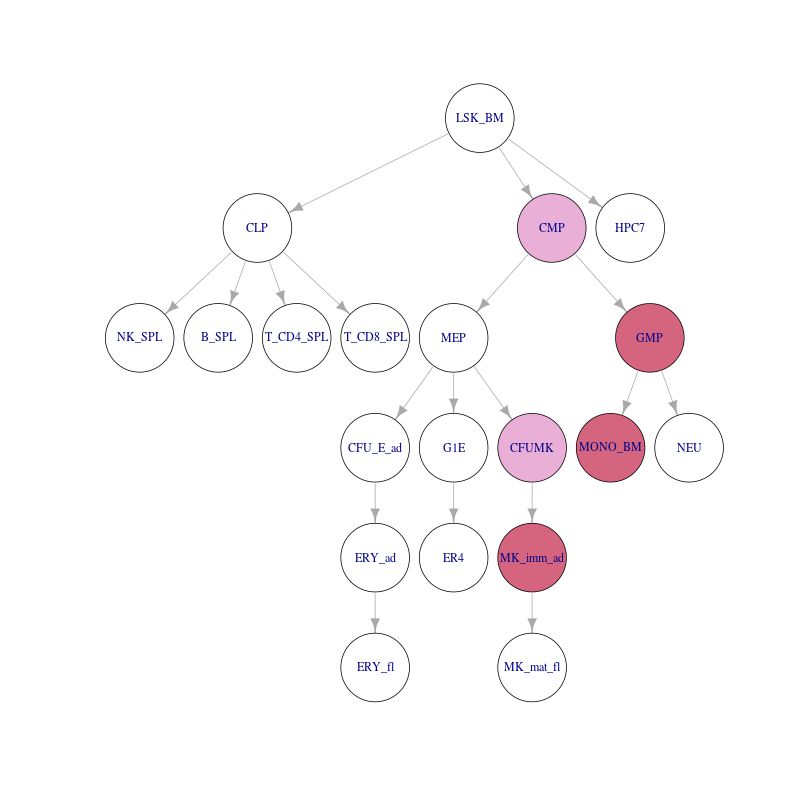 LSK_BM
CLP
CMP
HPC7
NK_SPL
B_SPL
T_CD4_SPL
T_CD8_SPL
MEP
GMP
CFU_E_ad
G1E
CFUMK
MONO_BM
NEU
ERY_ad
ER4
MK_imm_ad
ERY_fl
MK_mat_fl